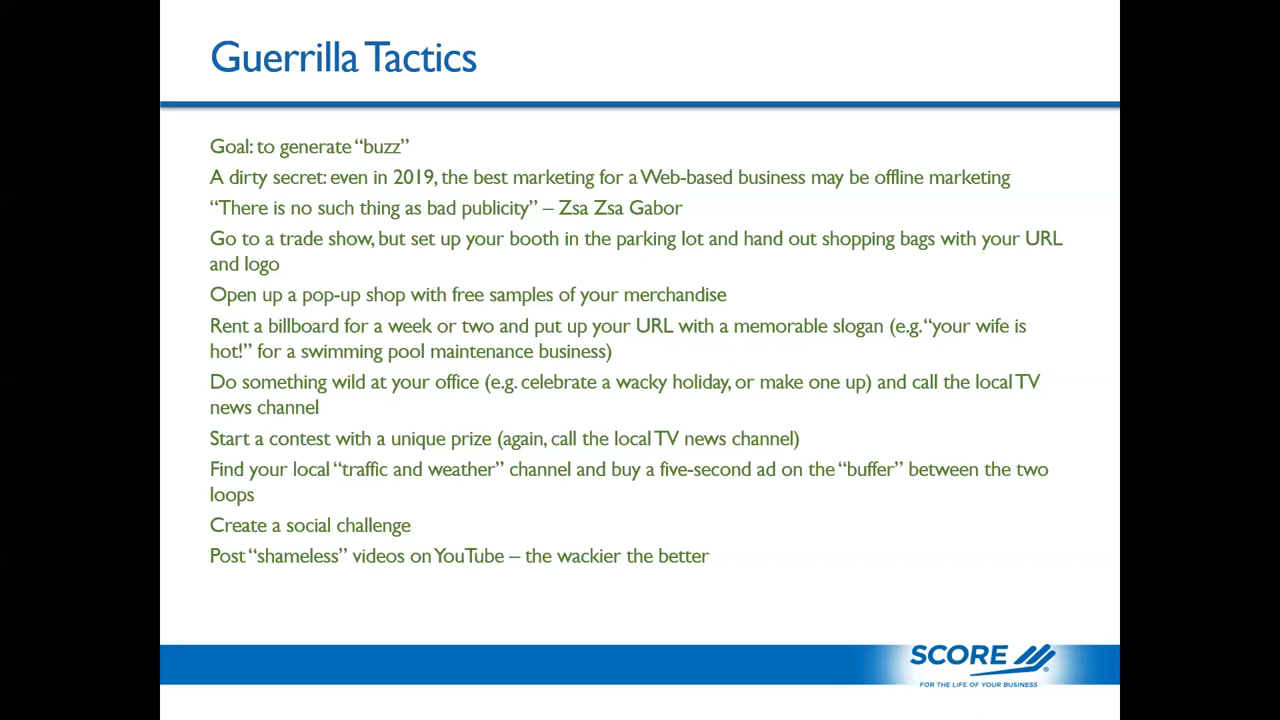 Guerrilla Tactics
Goal: to generate “buzz”
A dirty secret: even in 2019, the best marketing for a Web-based business may be offline marketing
“There is no such thing as bad publicity” – Zsa Zsa Gabor
Go to a trade show, but set up your booth in the parking lot and hand out shopping bags with your URL
and logo
Open up a pop-up shop with free samples of your merchandise
Rent a billboard for a week or two and put up your URL with a memorable slogan (e.g. “your wife is
hot!” for a swimming pool maintenance business)
Do something wild at your office (e.g. celebrate a wacky holiday, or make one up) and call the local TV
news channel
Start a contest with a unique prize (again, call the local TV news channel)
Find your local “traffic and weather” channel and buy a five-second ad on the “buffer” between the two
loops
Create a social challenge
Post “shameless” videos on YouTube – the wackier the better
SCORE ®
FOR THE LIFE OF YOUR BUSINESS